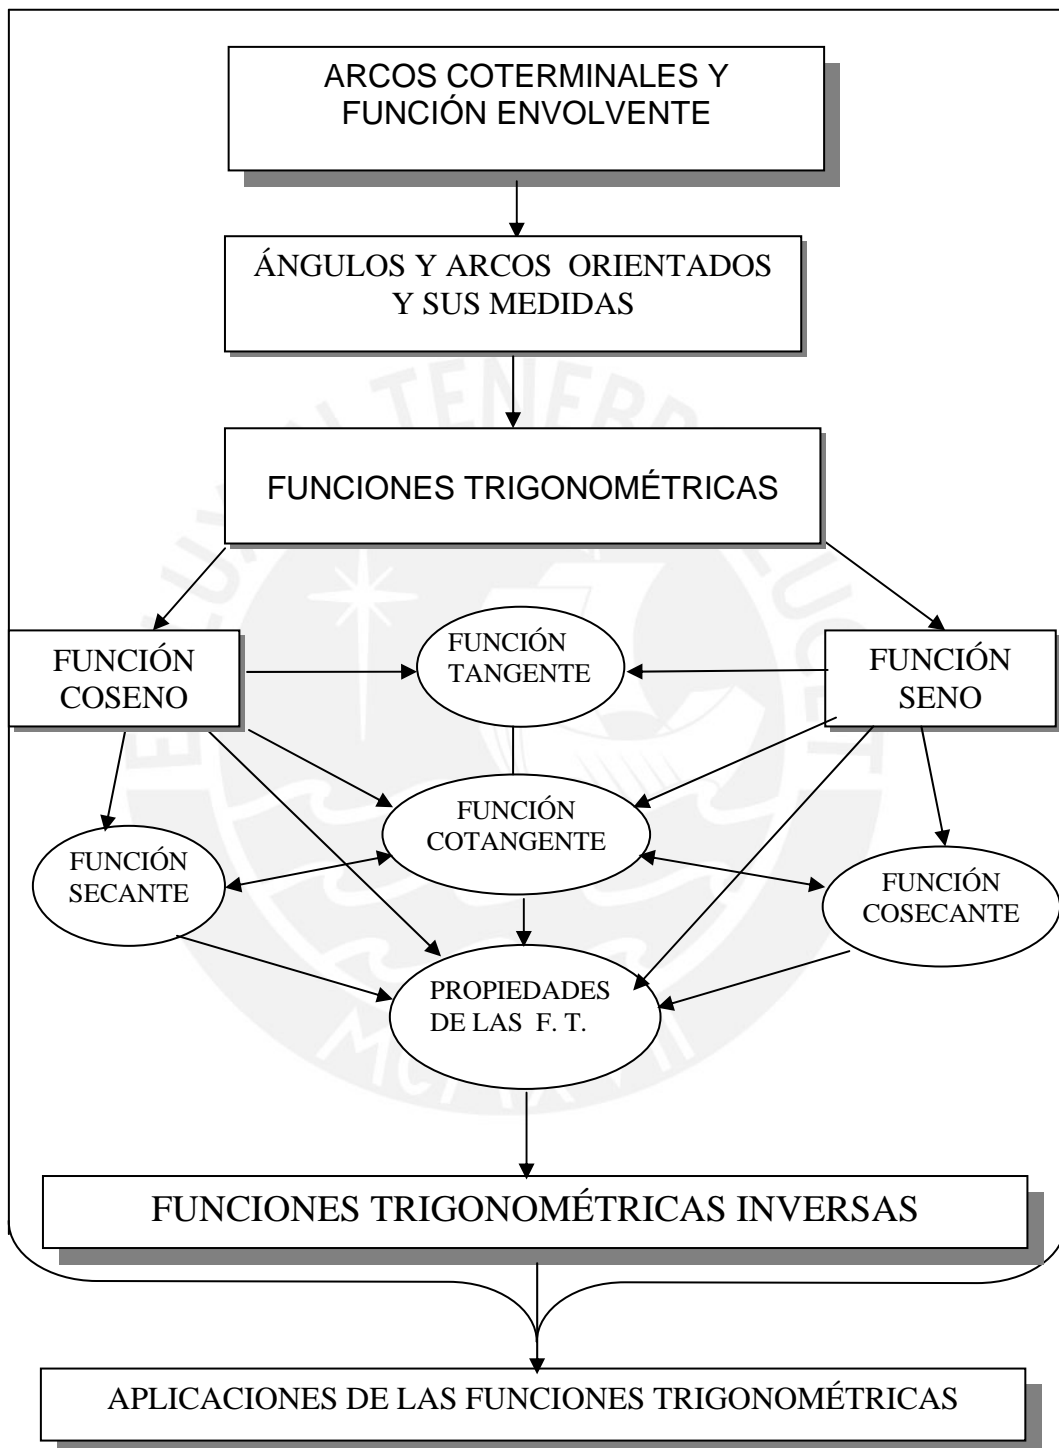 ARCOS COTERMINALES Y
FUNCIÓN ENVOLVENTE
ÁNGULOS Y ARCOS ORIENTADOS
Y SUS MEDIDAS
FUNCIONES TRIGONOMÉTRICAS
FUNCIÓN
COSENO
FUNCIÓN
TANGENTE
FUNCIÓN
SENO
FUNCIÓN
COTANGENTE
FUNCIÓN
SECANTE
FUNCIÓN
COSECANTE
PROPIEDADES
DE LAS F. T.
FUNCIONES TRIGONOMÉTRICAS INVERSAS
APLICACIONES DE LAS FUNCIONES TRIGONOMÉTRICAS